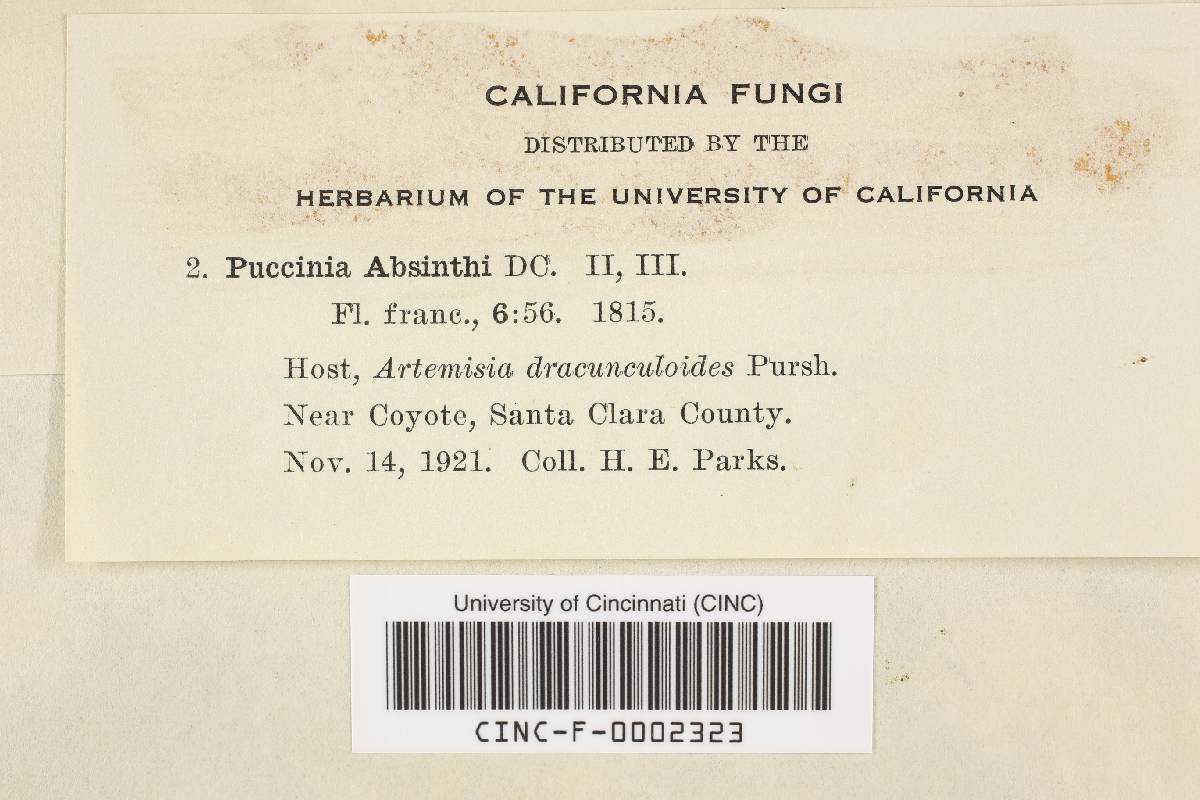 CALIFORNIA FUNGI
DISTRIBUTED BY THE
HERBARIUM OF THE UNIVERSITY OF CALIFORNIA
2. Puccinia Absinthi DC. II, III.
Fl. franc., 6:56. 1815.
Host, Artemisia dracunculoides Pursh.
Near Coyote, Santa Clara County.
Nov. 14, 1921. Coll. H. E. Parks.
University of Cincinnati (CINC)
CINC-F-0002323